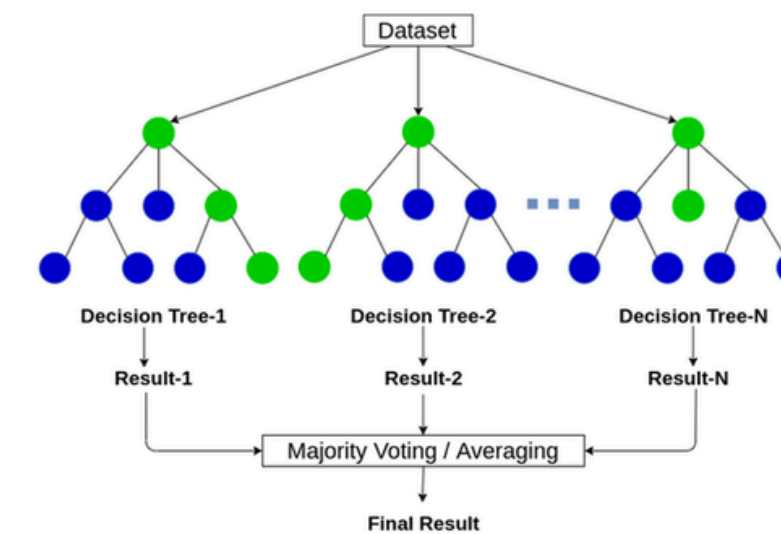 Dataset
Decision Tree-1
Decision Tree-2
Decision Tree-N
Result-1
Result-2
Result-N
Majority Voting / Averaging
Final Result